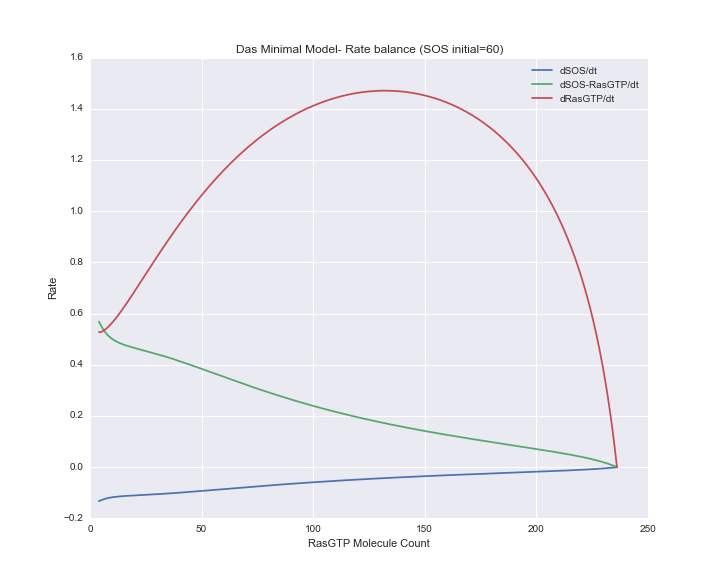 Das Minimal Model- Rate balance (SOS initial=60)
1.6
1.4
1.2
1.0
0.8
0.6
0.4
0.2
0.0
−0.2
Rate
dSOS/dt
dSOS-RasGTP/dt
dRasGTP/dt
0 50 100 150 200 250
RasGTP Molecule Count